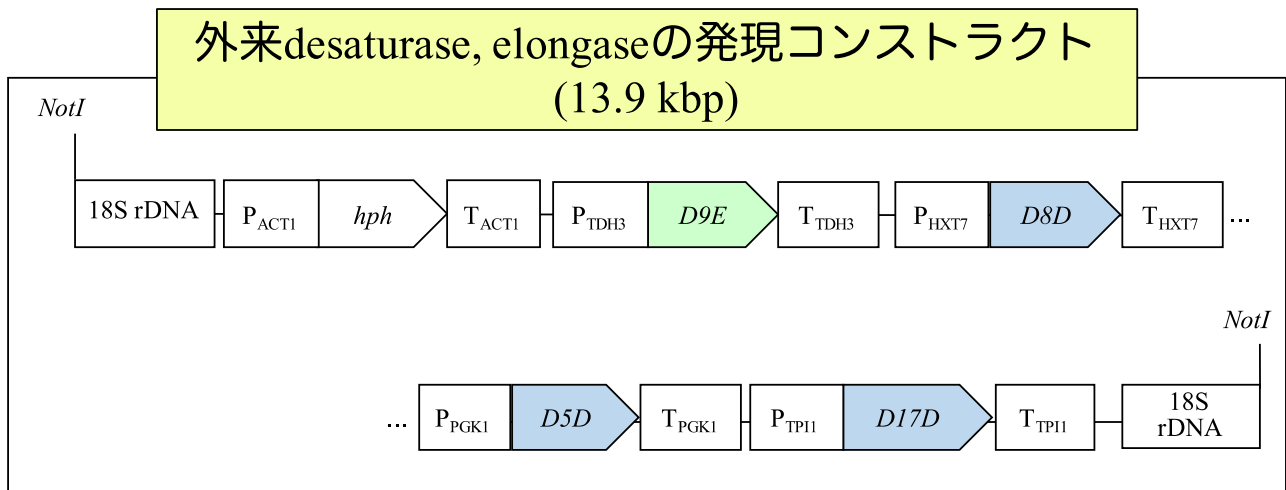 外来desaturase, elongaseの発現コンストラクト
(13.9 kbp)
NotI
18S rDNA PACT1 hph TACT1 PTDH3 D9E TTDH3 PHXT7 D8D THXT7 ...
NotI
... PPGK1 D5D TPGK1 PTPI1 D17D TTPI1 18S
rDNA